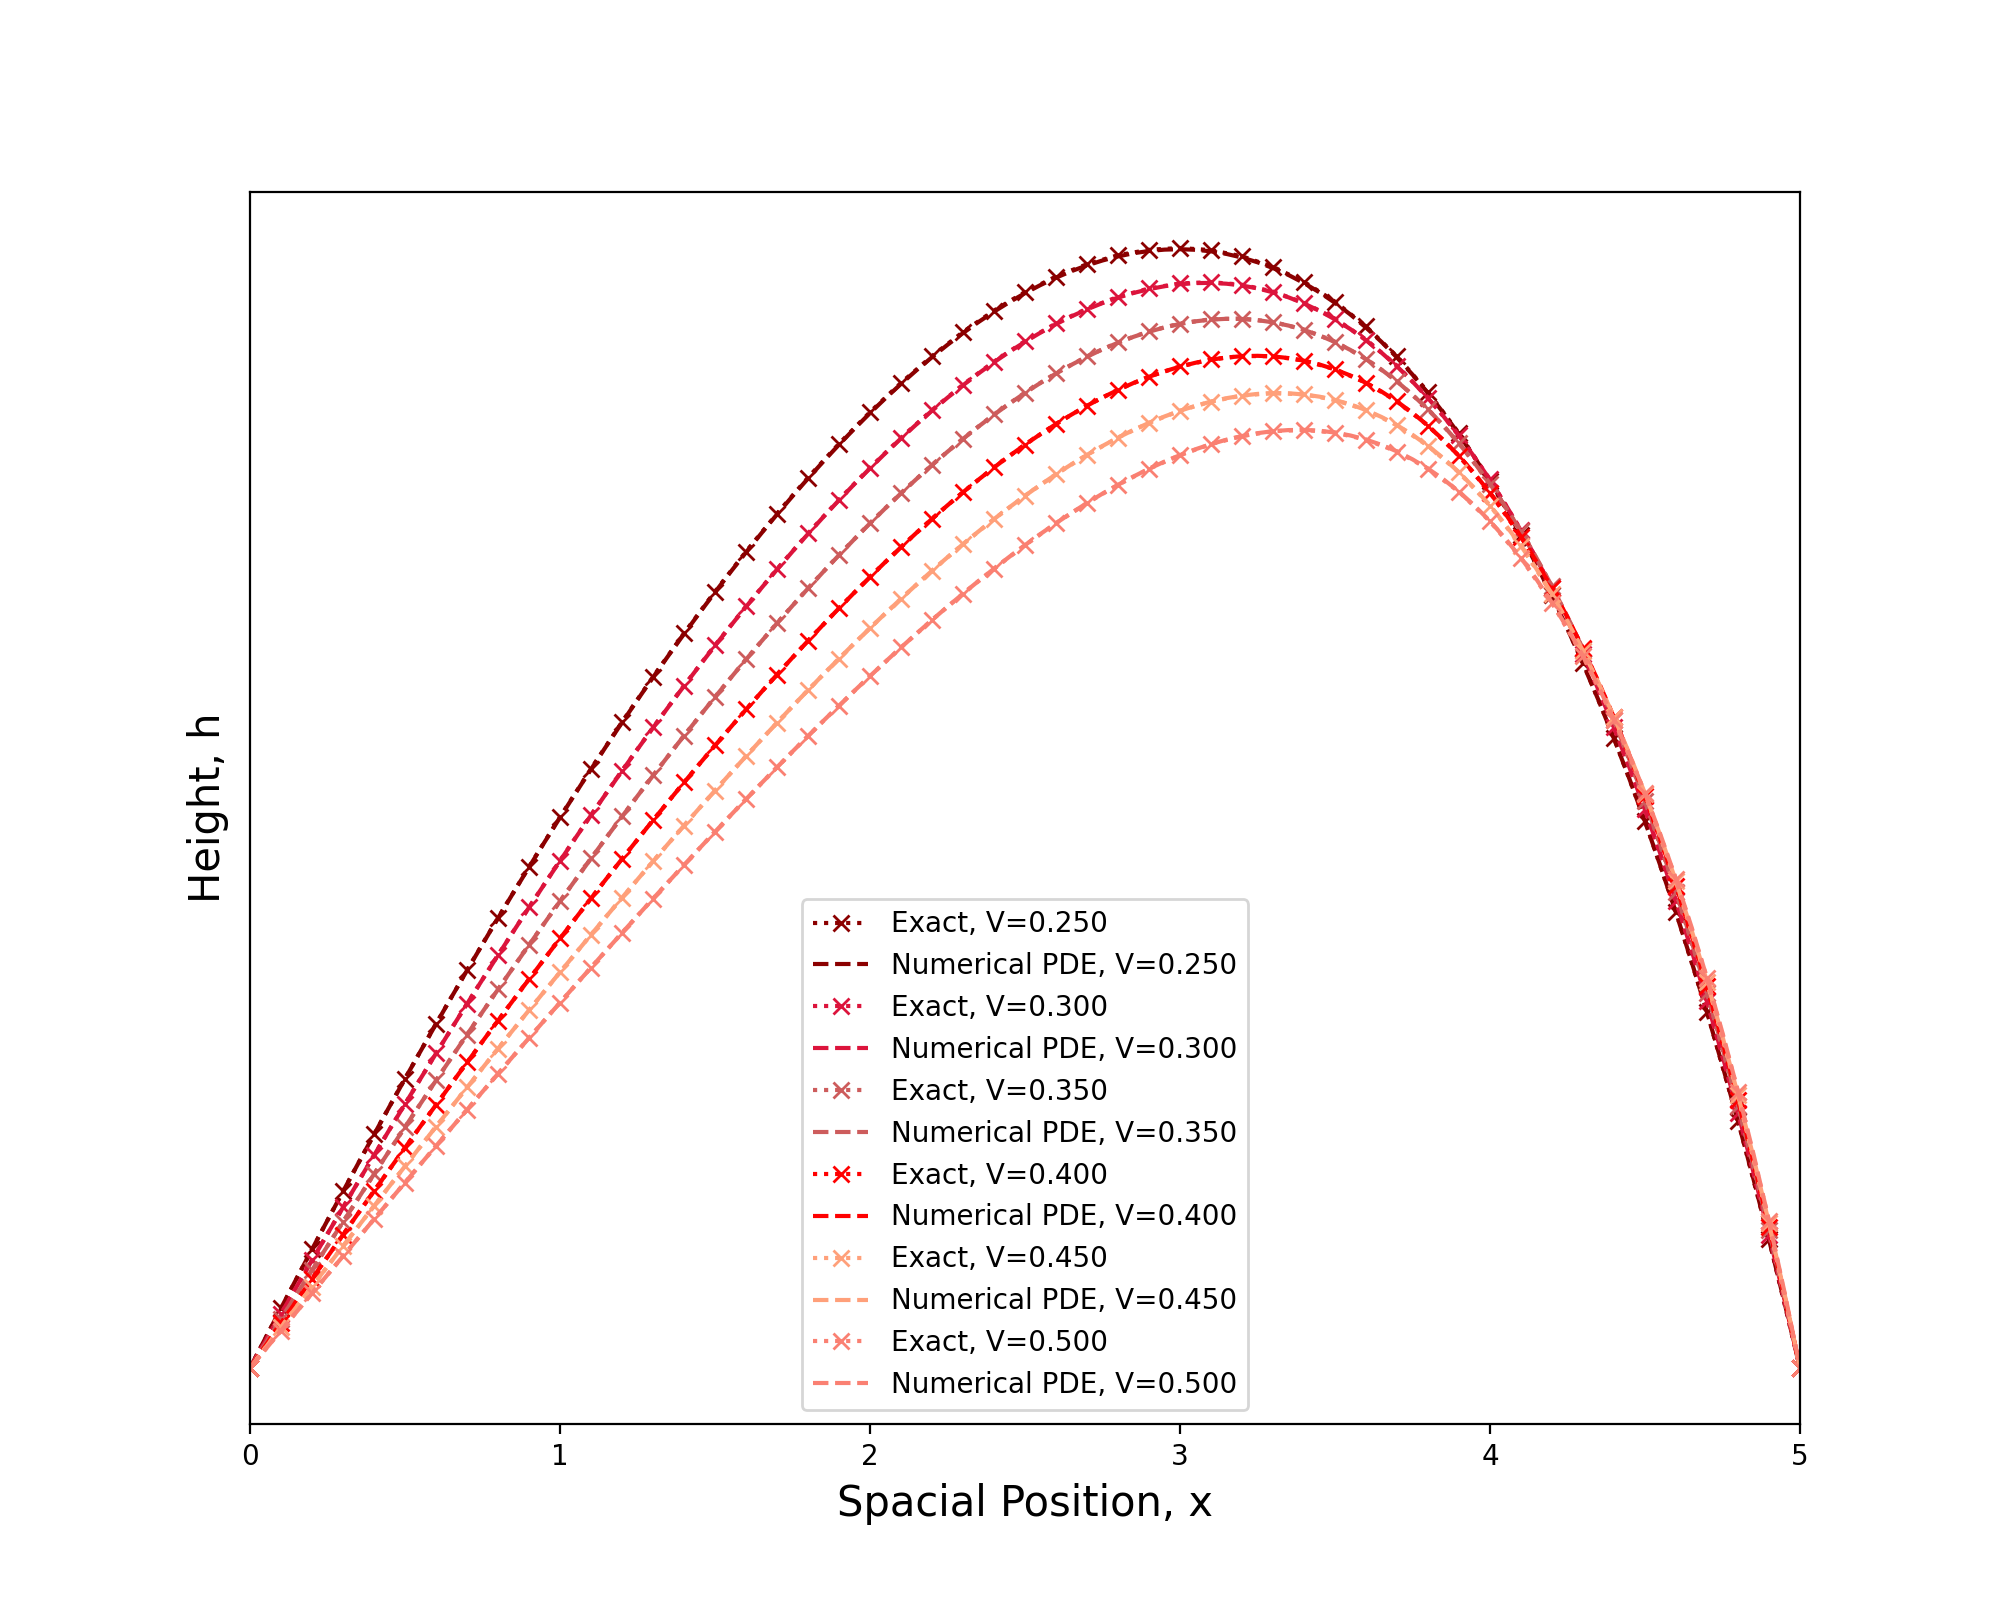 Height, h
Exact, V=0.250
Numerical PDE, V=0.250
Exact, V=0.300
Numerical PDE, V=0.300
Exact, V=0.350
Numerical PDE, V=0.350
Exact, V=0.400
Numerical PDE, V=0.400
Exact, V=0.450
Numerical PDE, V=0.450
Exact, V=0.500
Numerical PDE, V=0.500
0 1 2 3 4 5
Spacial Position, x